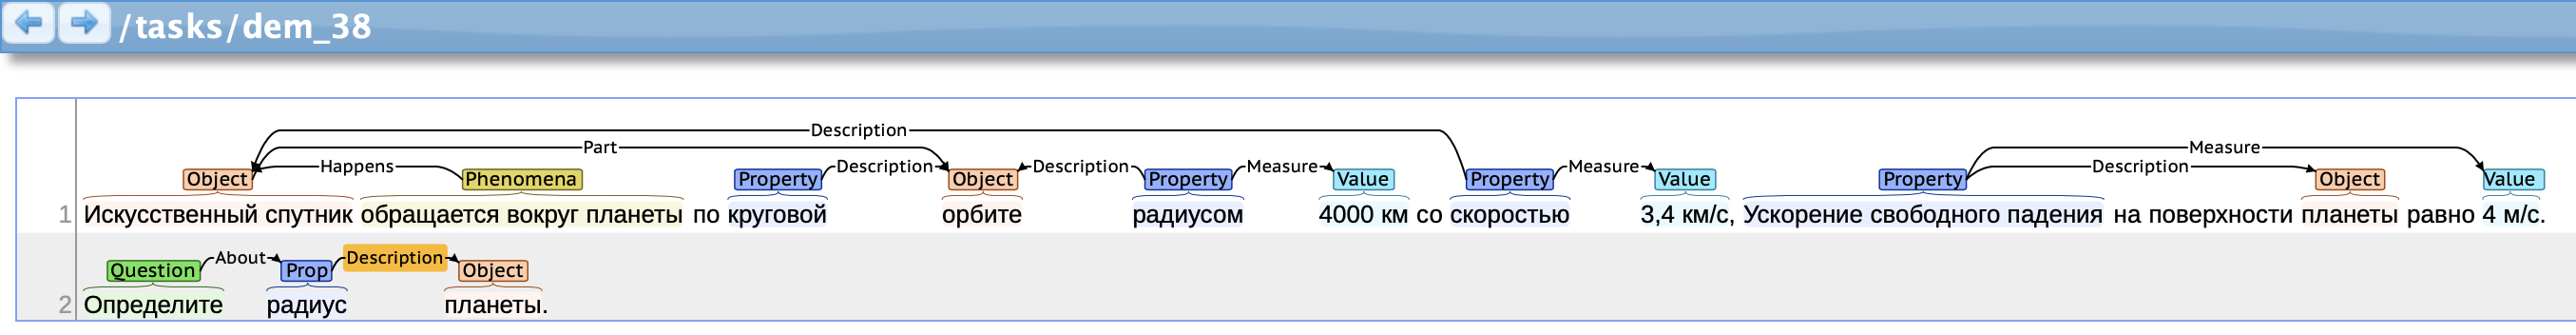 /tasks/dem_38
Description
Part Measure
Happens Description Description Measure Measure Description
Object Phenomena Property Object Property Value Property Value Property Object Value
1 Искусственный спутник обращается вокруг планеты по круговой орбите радиусом 4000 км со скоростью 3,4 км/с, Ускорение свободного падения на поверхности планеты равно 4 м/с.
About Description
Question Prop Object
2 Определите радиус планеты.